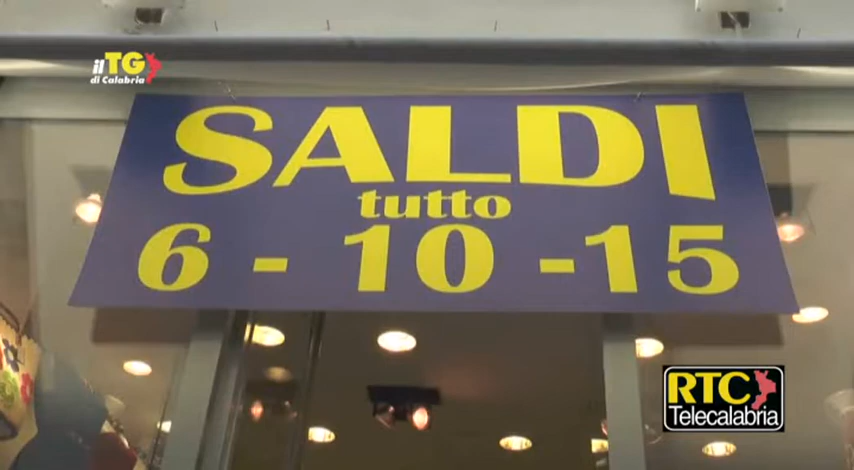 il TG
di Calabria
SALDI
tutto
6 - 10 - 15
RTC
Telecalabria